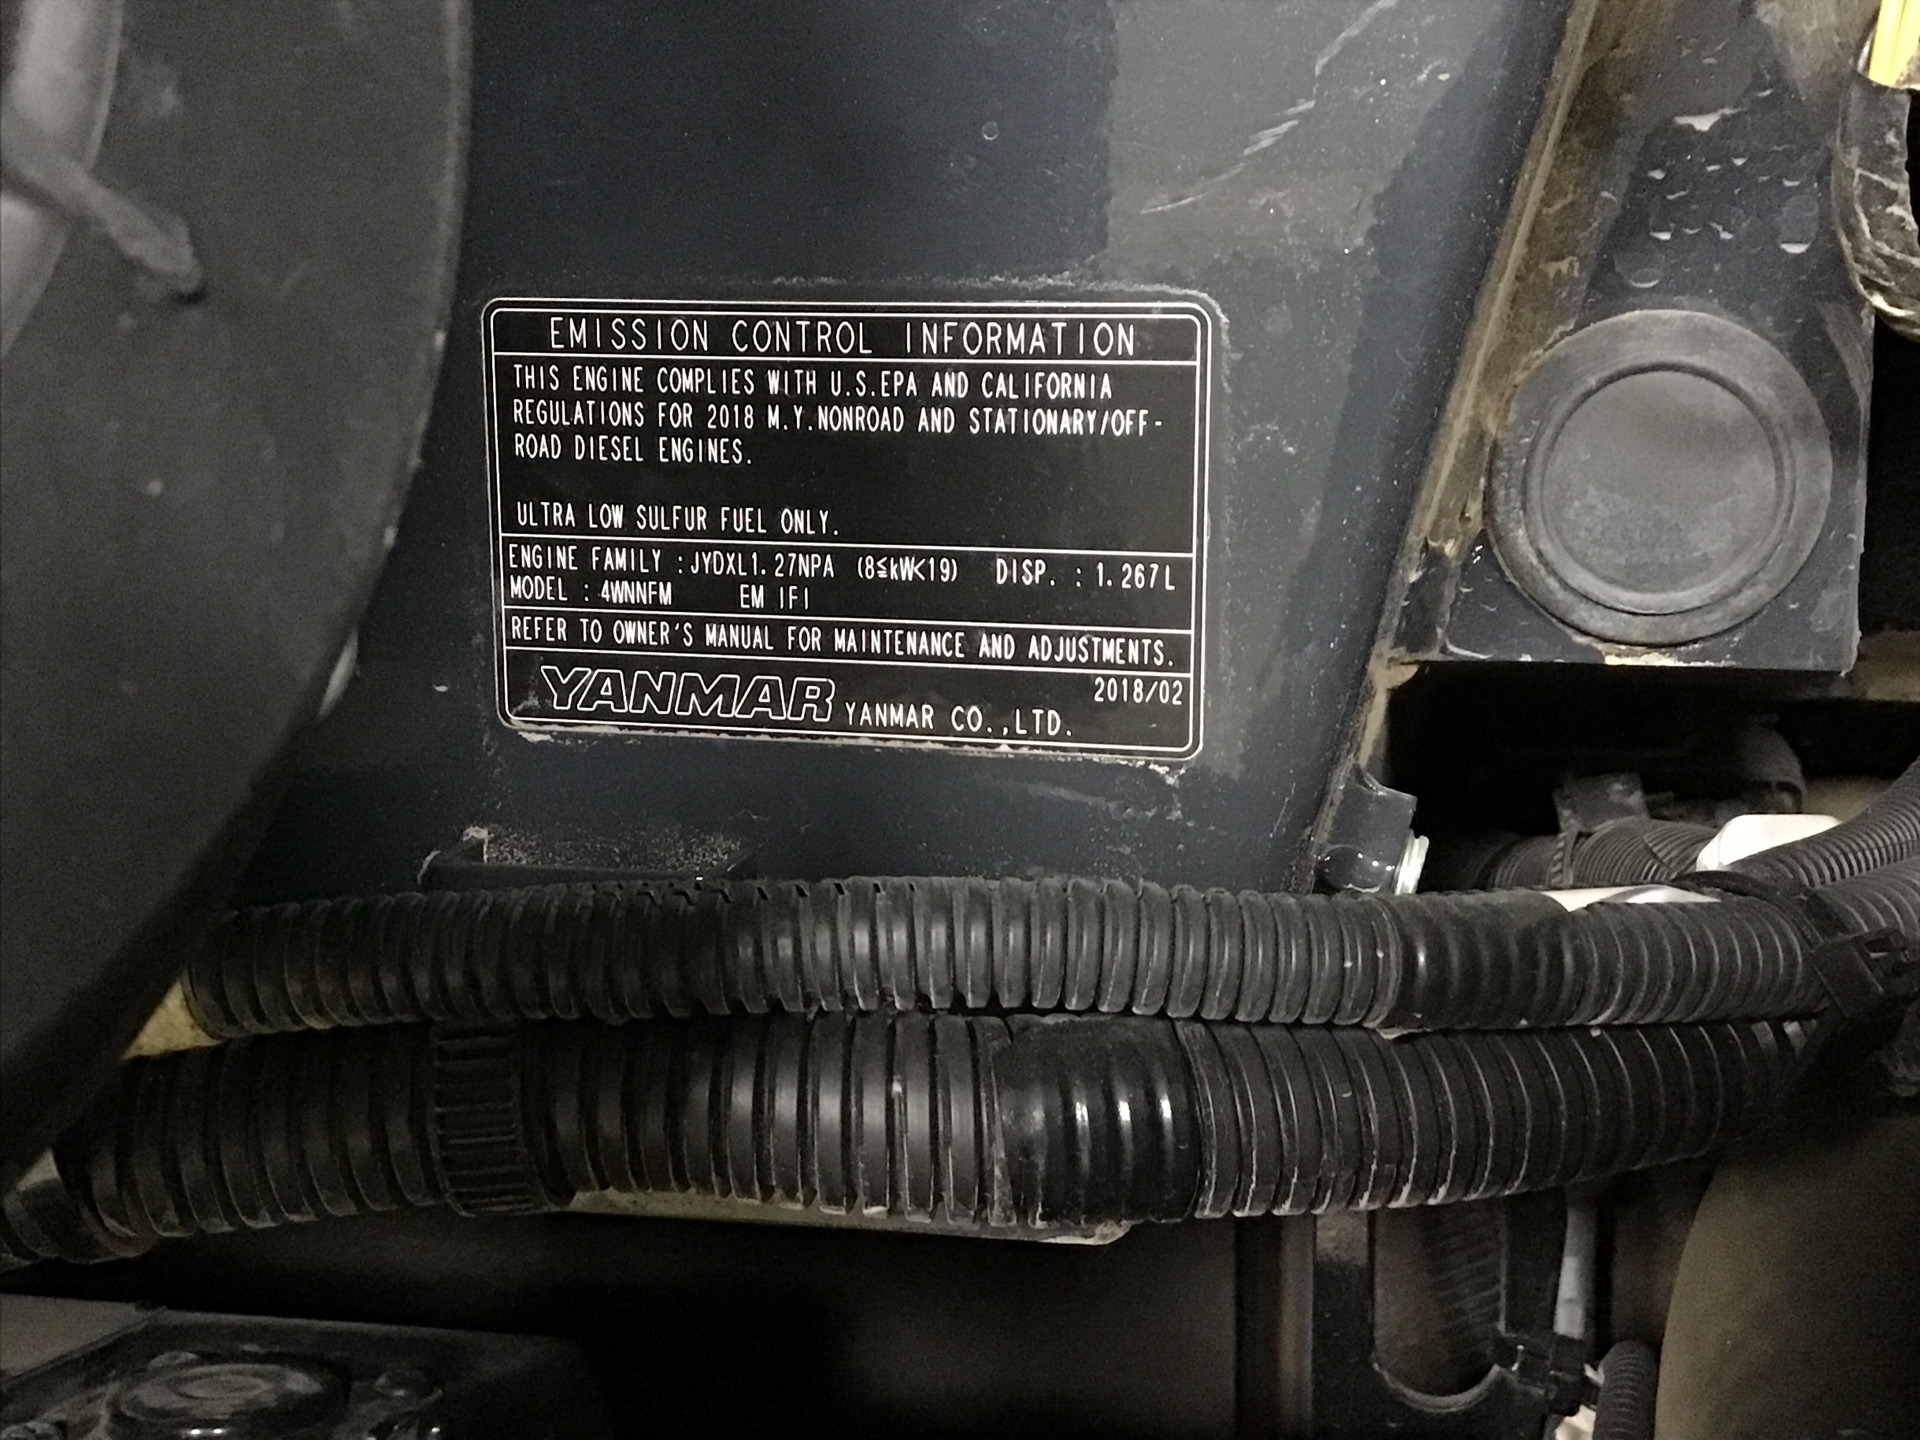 EMISSION CONTROL INFORMATION
THIS ENGINE COMPLIES WITH U.S.EPA AND CALIFORNIA
REGULATIONS FOR 2018 M.Y.NONROAD AND STATIONARY/OFF-
ROAD DIESEL ENGINES.
ULTRA LOW SULFUR FUEL ONLY.
ENGINE FAMILY : JYDXL1.27NPA (8≦kW<19) DISP. : 1.267L
MODEL : 4WNNFM EM IFI
REFER TO OWNER'S MANUAL FOR MAINTENANCE AND ADJUSTMENTS.
2018/02
YANMAR YANMAR CO.,LTD.